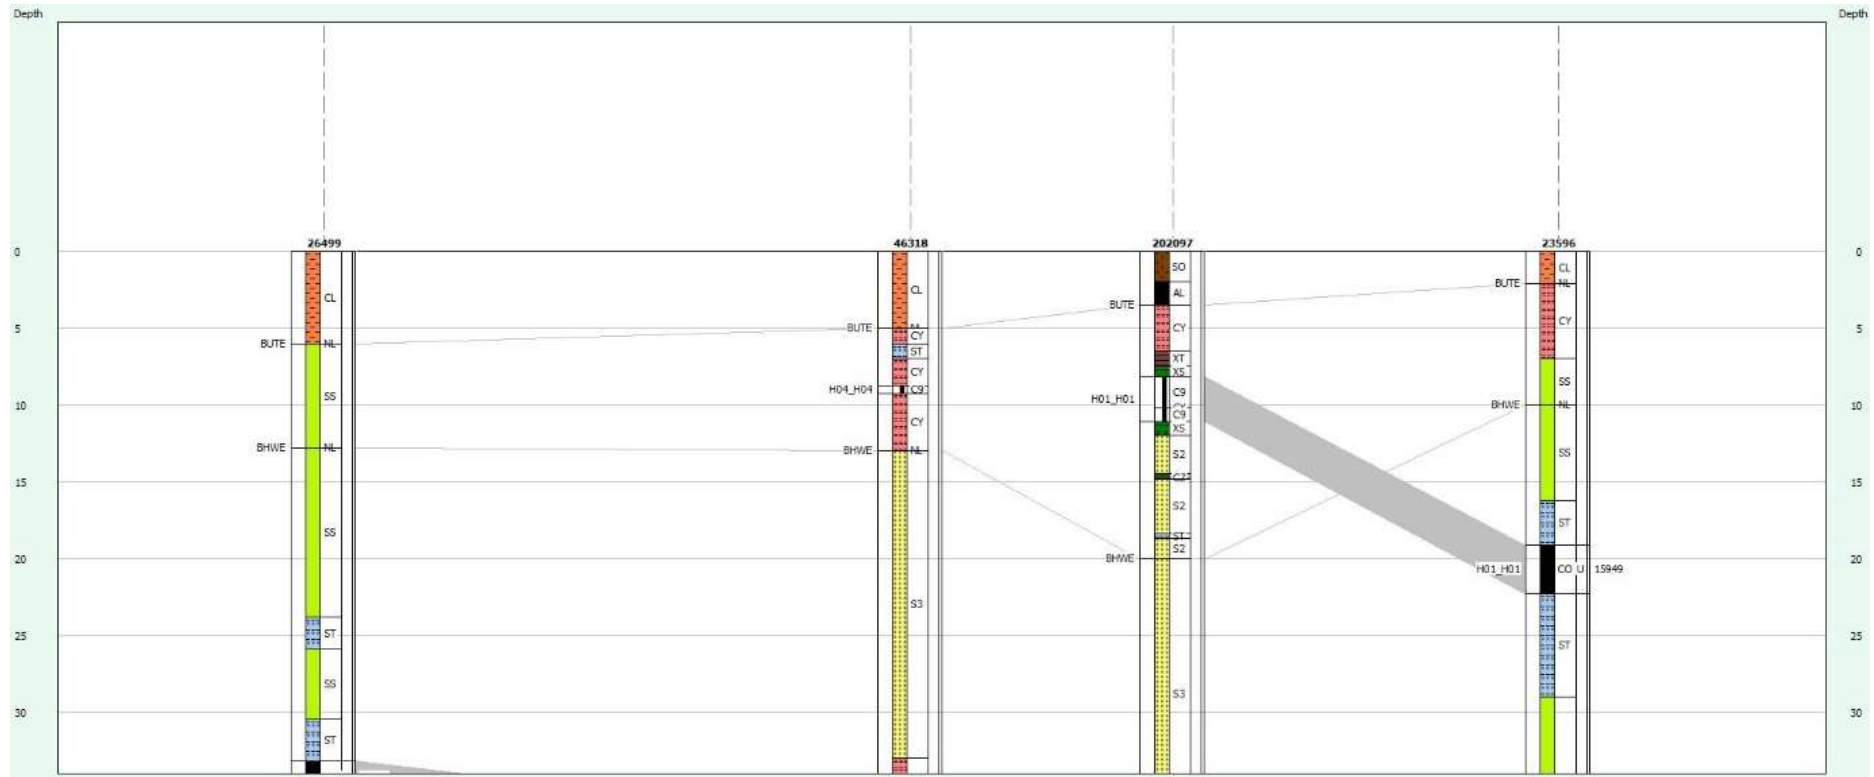 Depth Depth
26499 46318 202097 23596
0 0
SO
CL
CL
CL
AL
BUTE NL
BUTE
CY
5 BUTE CY 5
CY
BUTE NL
ST
XT
CY
XS
SS
H04_H04 C9
C9
SS
H01_H01
10 BHWE NL 10
C9
CY
XS
BHWE NL
BHWE NL
S2
SS
15 15
S2
ST
SS
S2
20 BHWE 20
H01_H01 CO U 15949
S3
25 ST 25
ST
SS
S3
30 30
ST